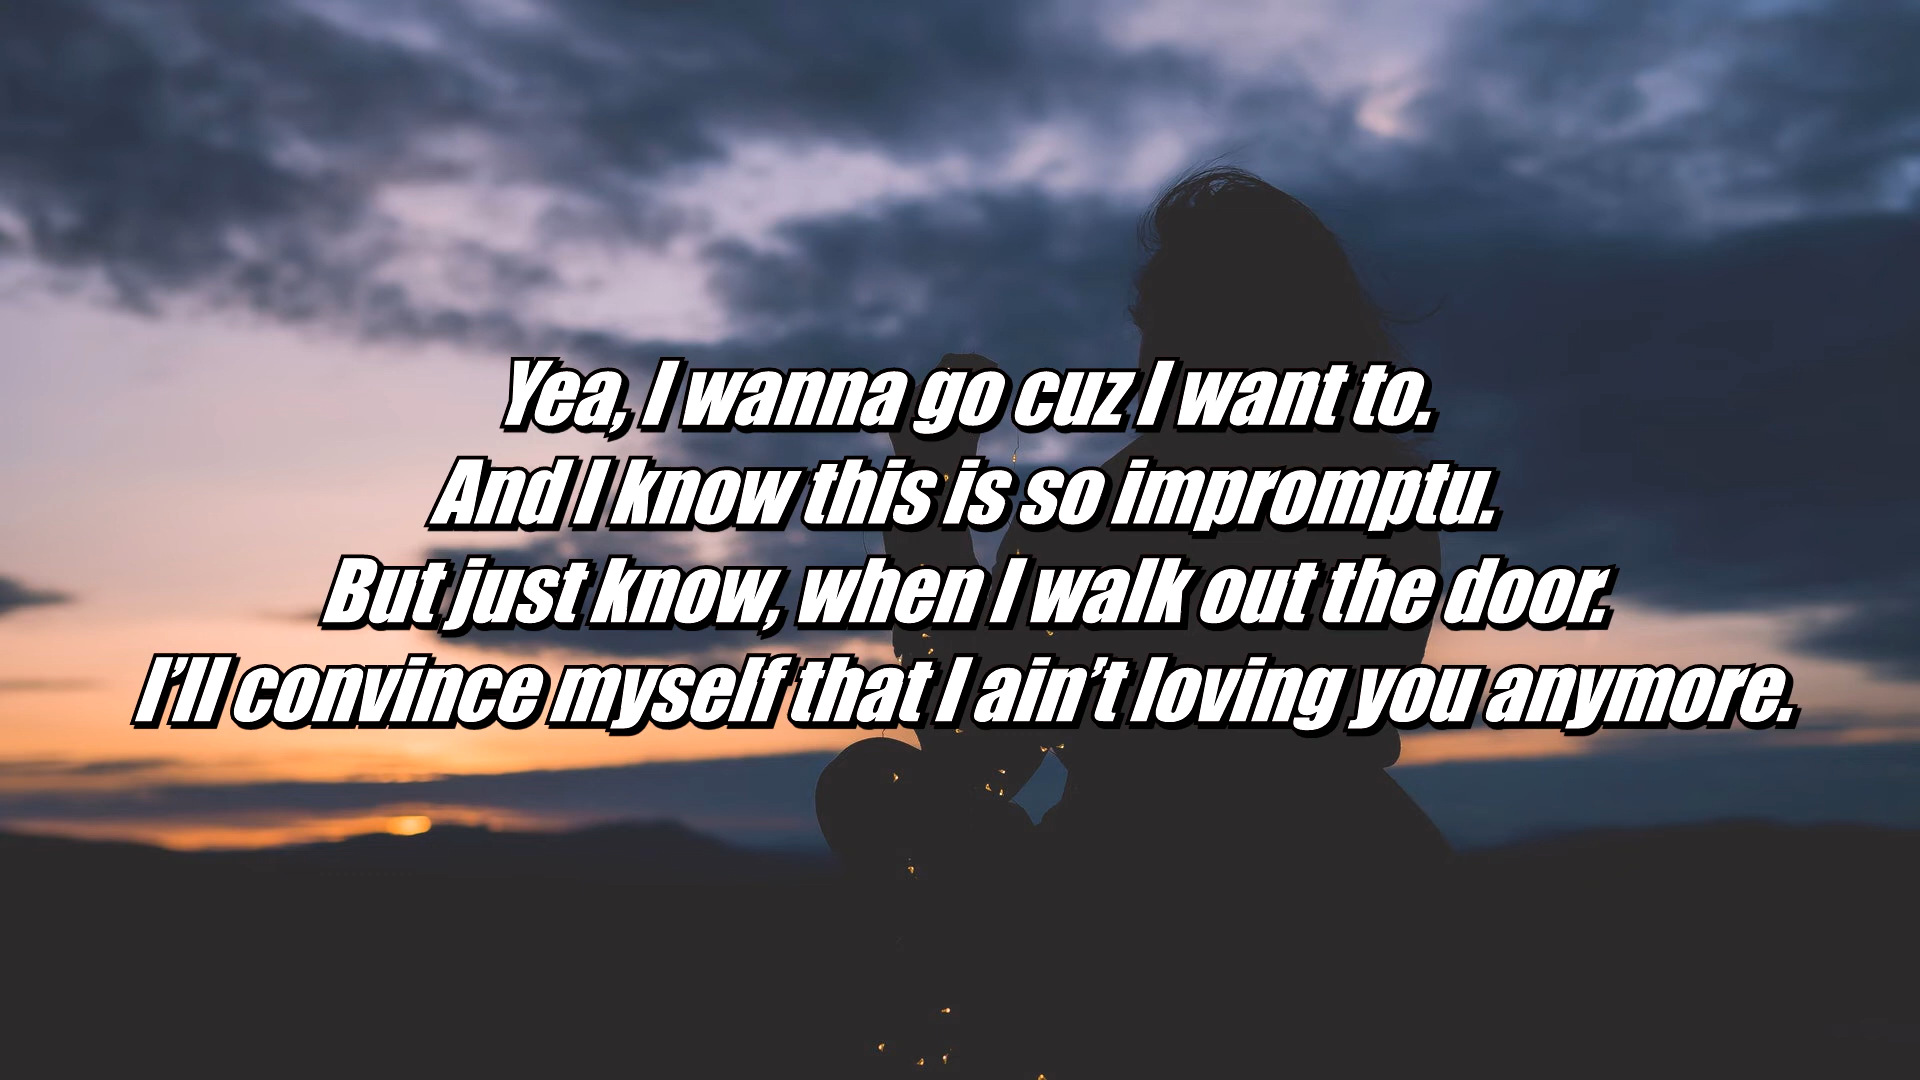 Yea, I wanna go cuz I want to.
And I know this is so impromptu.
But just know, when I walk out the door.
I’ll convince myself that I ain’t loving you anymore.